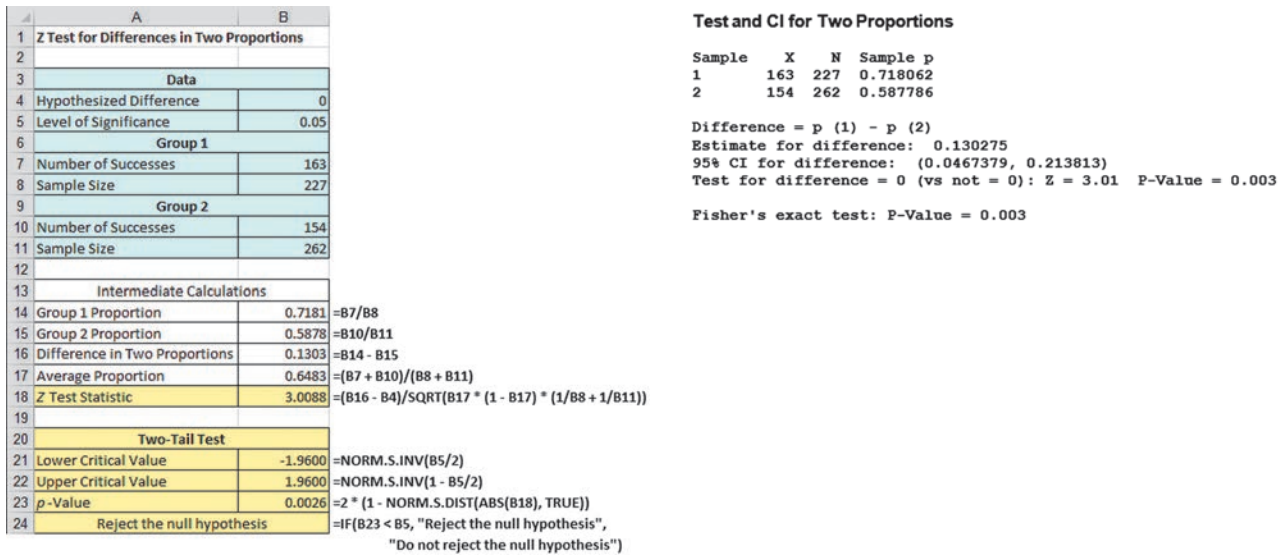 A B
1 Z Test for Differences in Two Proportions
2
3 Data
4 Hypothesized Difference 0
5 Level of Significance 0.05
6 Group 1
7 Number of Successes 163
8 Sample Size 227
9 Group 2
10 Number of Successes 154
11 Sample Size 262
12
13 Intermediate Calculations
14 Group 1 Proportion 0.7181 =B7/B8
15 Group 2 Proportion 0.5878 =B10/B11
16 Difference in Two Proportions 0.1303 =B14 - B15
17 Average Proportion 0.6483 =(B7 + B10)/(B8 + B11)
18 Z Test Statistic 3.0088 =(B16 - B4)/SQRT(B17 * (1 - B17) * (1/B8 + 1/B11))
19
20 Two-Tail Test
21 Lower Critical Value -1.9600 =NORM.S.INV(B5/2)
22 Upper Critical Value 1.9600 =NORM.S.INV(1 - B5/2)
23 p-Value 0.0026 =2 * (1 - NORM.S.DIST(ABS(B18), TRUE))
24 Reject the null hypothesis =IF(B23 < B5, "Reject the null hypothesis",
"Do not reject the null hypothesis")
Test and CI for Two Proportions
Sample X N Sample p
1 163 227 0.718062
2 154 262 0.587786
Difference = p (1) - p (2)
Estimate for difference: 0.130275
95% CI for difference: (0.0467379, 0.213813)
Test for difference = 0 (vs not = 0): Z = 3.01 P-Value = 0.003
Fisher's exact test: P-Value = 0.003